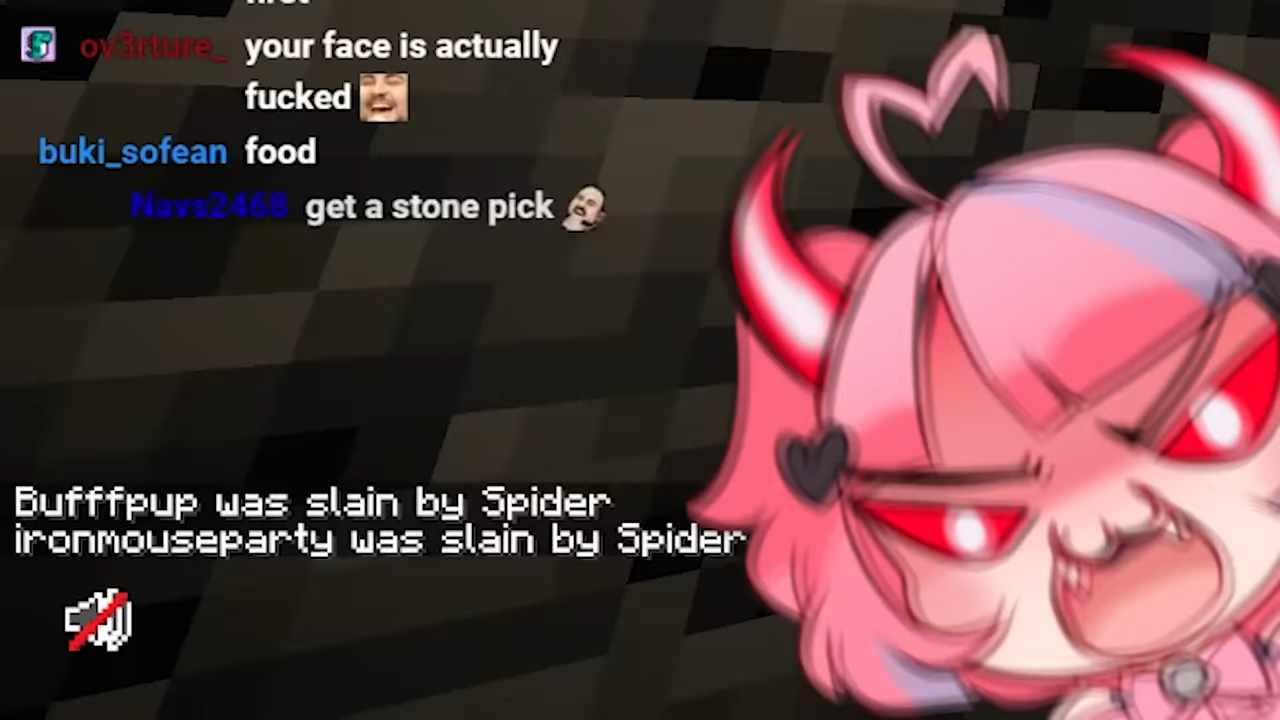 ov3rture_ your face is actually
fucked
buki_sofean food
Navs2468 get a stone pick
Bufffpup was slain by Spider
ironmouseparty was slain by Spider